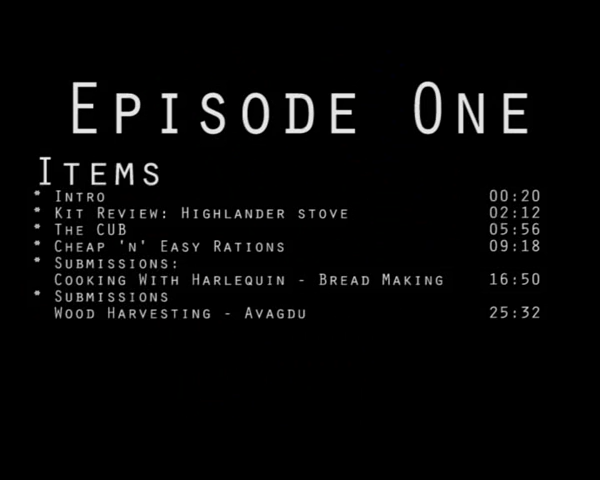 Episode One
Items
* Intro 00:20
* Kit Review: Highlander stove 02:12
* The CUB 05:56
* Cheap 'n' Easy Rations 09:18
* Submissions:
Cooking With Harlequin - Bread Making 16:50
* Submissions
Wood Harvesting - Avagdu 25:32